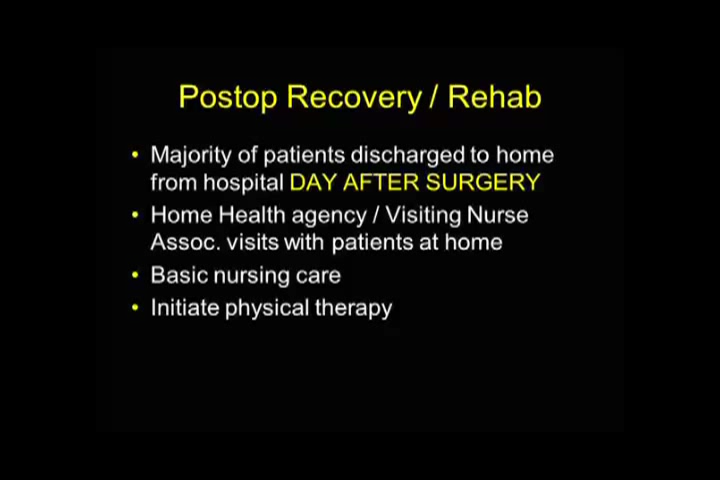 Postop Recovery / Rehab
• Majority of patients discharged to home
from hospital DAY AFTER SURGERY
• Home Health agency / Visiting Nurse
Assoc. visits with patients at home
• Basic nursing care
• Initiate physical therapy